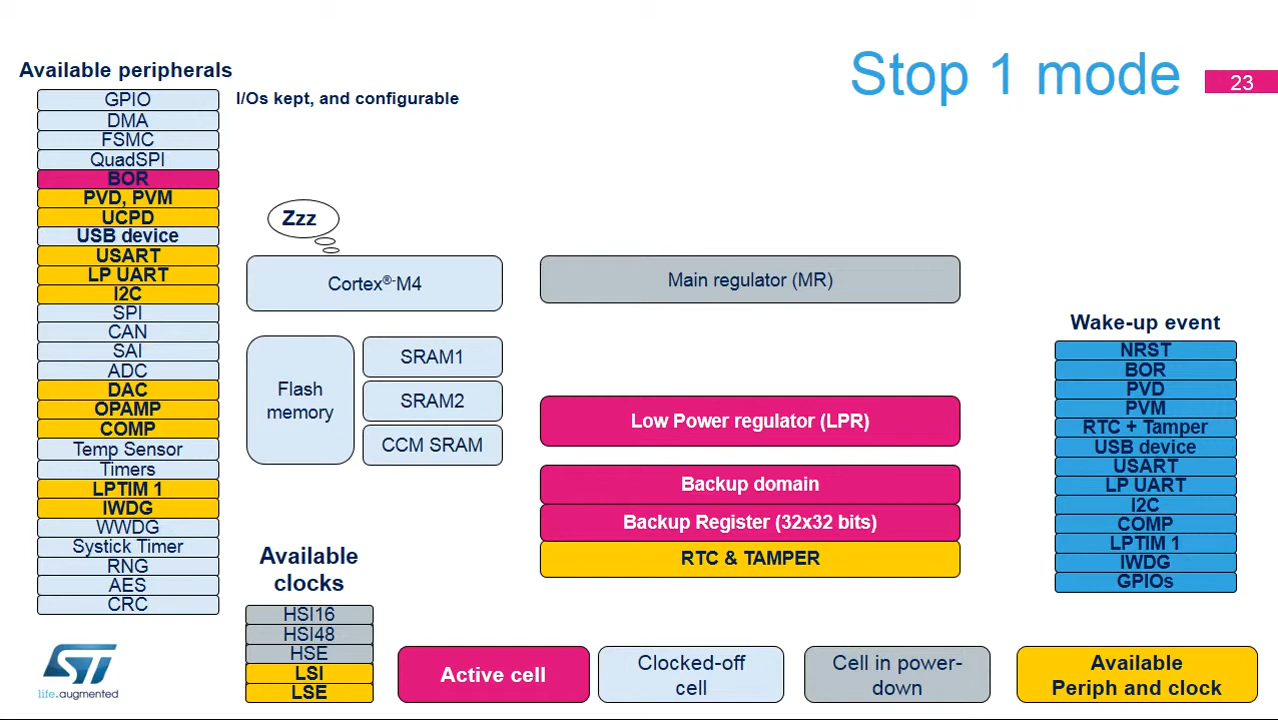 Stop 1 mode
23
Available peripherals
GPIO
I/Os kept, and configurable
DMA
FSMC
QuadSPI
BOR
PVD, PVM
UCPD
USB device
USART
LP UART
I2C
SPI
CAN
SAI
ADC
DAC
OPAMP
COMP
Temp Sensor
Timers
LPTIM 1
IWDG
WWDG
Systick Timer
RNG
AES
CRC
Zzz
Cortex®-M4
Flash
memory
SRAM1
SRAM2
CCM SRAM
Available
clocks
HSI16
HSI48
HSE
LSI
LSE
Main regulator (MR)
Low Power regulator (LPR)
Backup domain
Backup Register (32x32 bits)
RTC & TAMPER
Wake-up event
NRST
BOR
PVD
PVM
RTC + Tamper
USB device
USART
LP UART
I2C
COMP
LPTIM 1
IWDG
GPIOs
ST
life.augmented
Active cell
Clocked-off
cell
Cell in power-
down
Available
Periph and clock